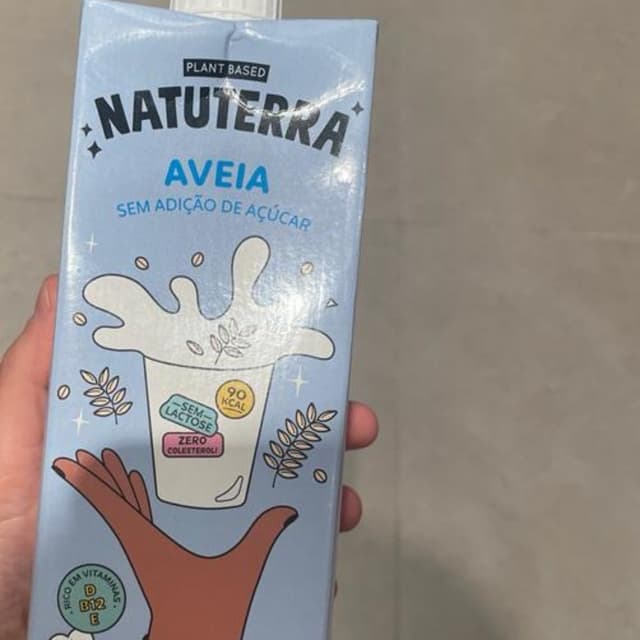 PLANT BASED
NATUTERRA
AVEIA
SEM ADIÇÃO DE AÇÚCAR
90
KCAL
SEM
LACTOSE
ZERO
COLESTEROL!
RICO EM VITAMINAS
D
B12
E